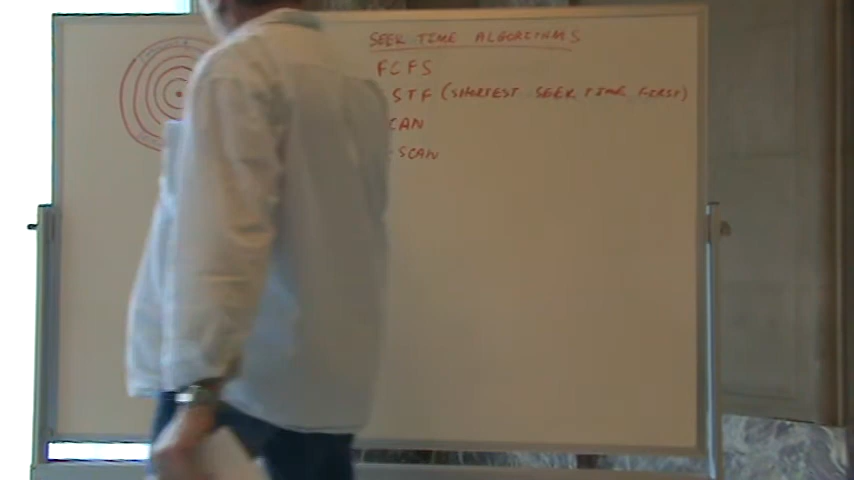 SEEK TIME ALGORITHMS
FCFS
STF (SHORTEST SEEK TIME FIRST)
CAN
-SCAN